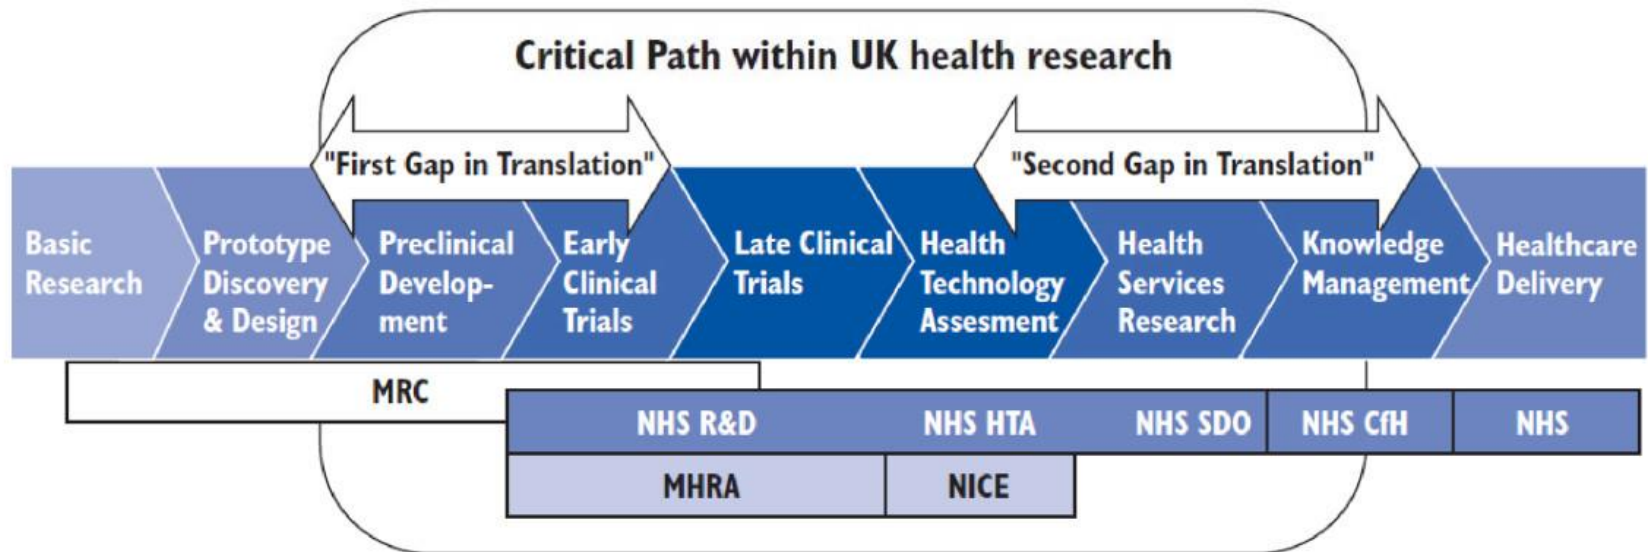 Critical Path within UK health research
"First Gap in Translation"
"Second Gap in Translation"
Basic
Research
Prototype
Discovery
& Design
Preclinical
Develop-
ment
Early
Clinical
Trials
Late Clinical
Trials
Health
Technology
Assesment
Health
Services
Research
Knowledge
Management
Healthcare
Delivery
MRC
NHS R&D
NHS HTA
NHS SDO
NHS CfH
NHS
MHRA
NICE